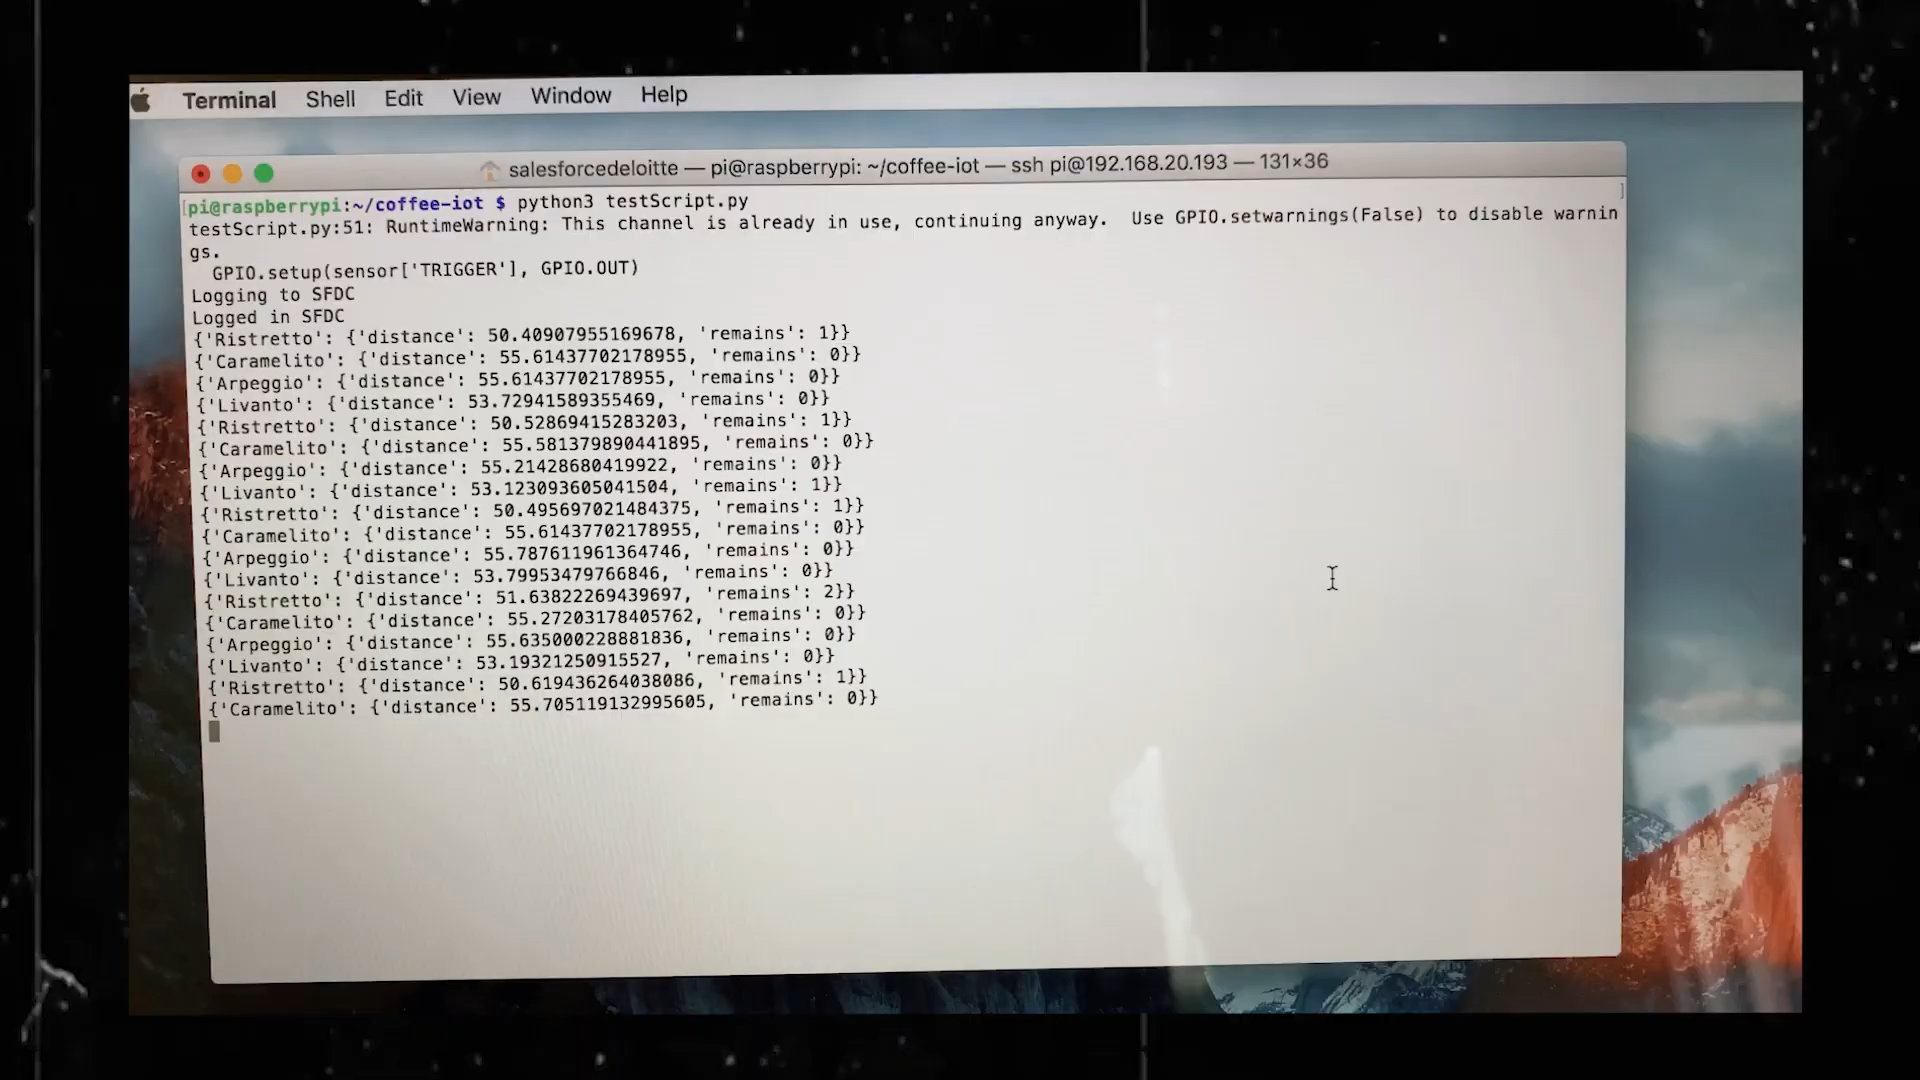 Terminal Shell Edit View Window Help
salesforcedeloitte — pi@raspberrypi: ~/coffee-iot — ssh pi@192.168.20.193 — 131×36
[pi@raspberrypi:~/coffee-iot $ python3 testScript.py ]
testScript.py:51: RuntimeWarning: This channel is already in use, continuing anyway.  Use GPIO.setwarnings(False) to disable warnin
gs.
  GPIO.setup(sensor['TRIGGER'], GPIO.OUT)
Logging to SFDC
Logged in SFDC
{'Ristretto': {'distance': 50.40907955169678, 'remains': 1}}
{'Caramelito': {'distance': 55.61437702178955, 'remains': 0}}
{'Arpeggio': {'distance': 55.61437702178955, 'remains': 0}}
{'Livanto': {'distance': 53.72941589355469, 'remains': 0}}
{'Ristretto': {'distance': 50.52869415283203, 'remains': 1}}
{'Caramelito': {'distance': 55.581379890441895, 'remains': 0}}
{'Arpeggio': {'distance': 55.21428680419922, 'remains': 0}}
{'Livanto': {'distance': 53.123093605041504, 'remains': 1}}
{'Ristretto': {'distance': 50.495697021484375, 'remains': 1}}
{'Caramelito': {'distance': 55.61437702178955, 'remains': 0}}
{'Arpeggio': {'distance': 55.787611961364746, 'remains': 0}}
{'Livanto': {'distance': 53.79953479766846, 'remains': 0}}
{'Ristretto': {'distance': 51.63822269439697, 'remains': 2}}
{'Caramelito': {'distance': 55.27203178405762, 'remains': 0}}
{'Arpeggio': {'distance': 55.635000228881836, 'remains': 0}}
{'Livanto': {'distance': 53.19321250915527, 'remains': 0}}
{'Ristretto': {'distance': 50.619436264038086, 'remains': 1}}
{'Caramelito': {'distance': 55.705119132995605, 'remains': 0}}